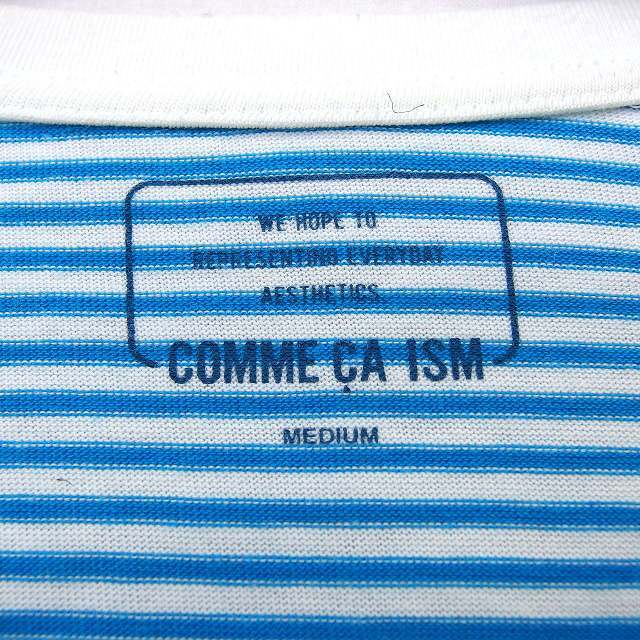 WE HOPE TO
REPRESENTING EVERYDAY
AESTHETICS.
COMME ÇA ISM
MEDIUM